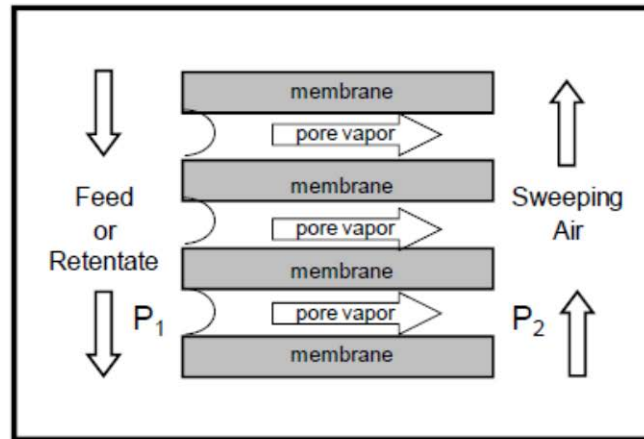 membrane
pore vapor
membrane
Feed
or
Retentate
pore vapor
Sweeping
Air
membrane
P1
pore vapor
P2
membrane